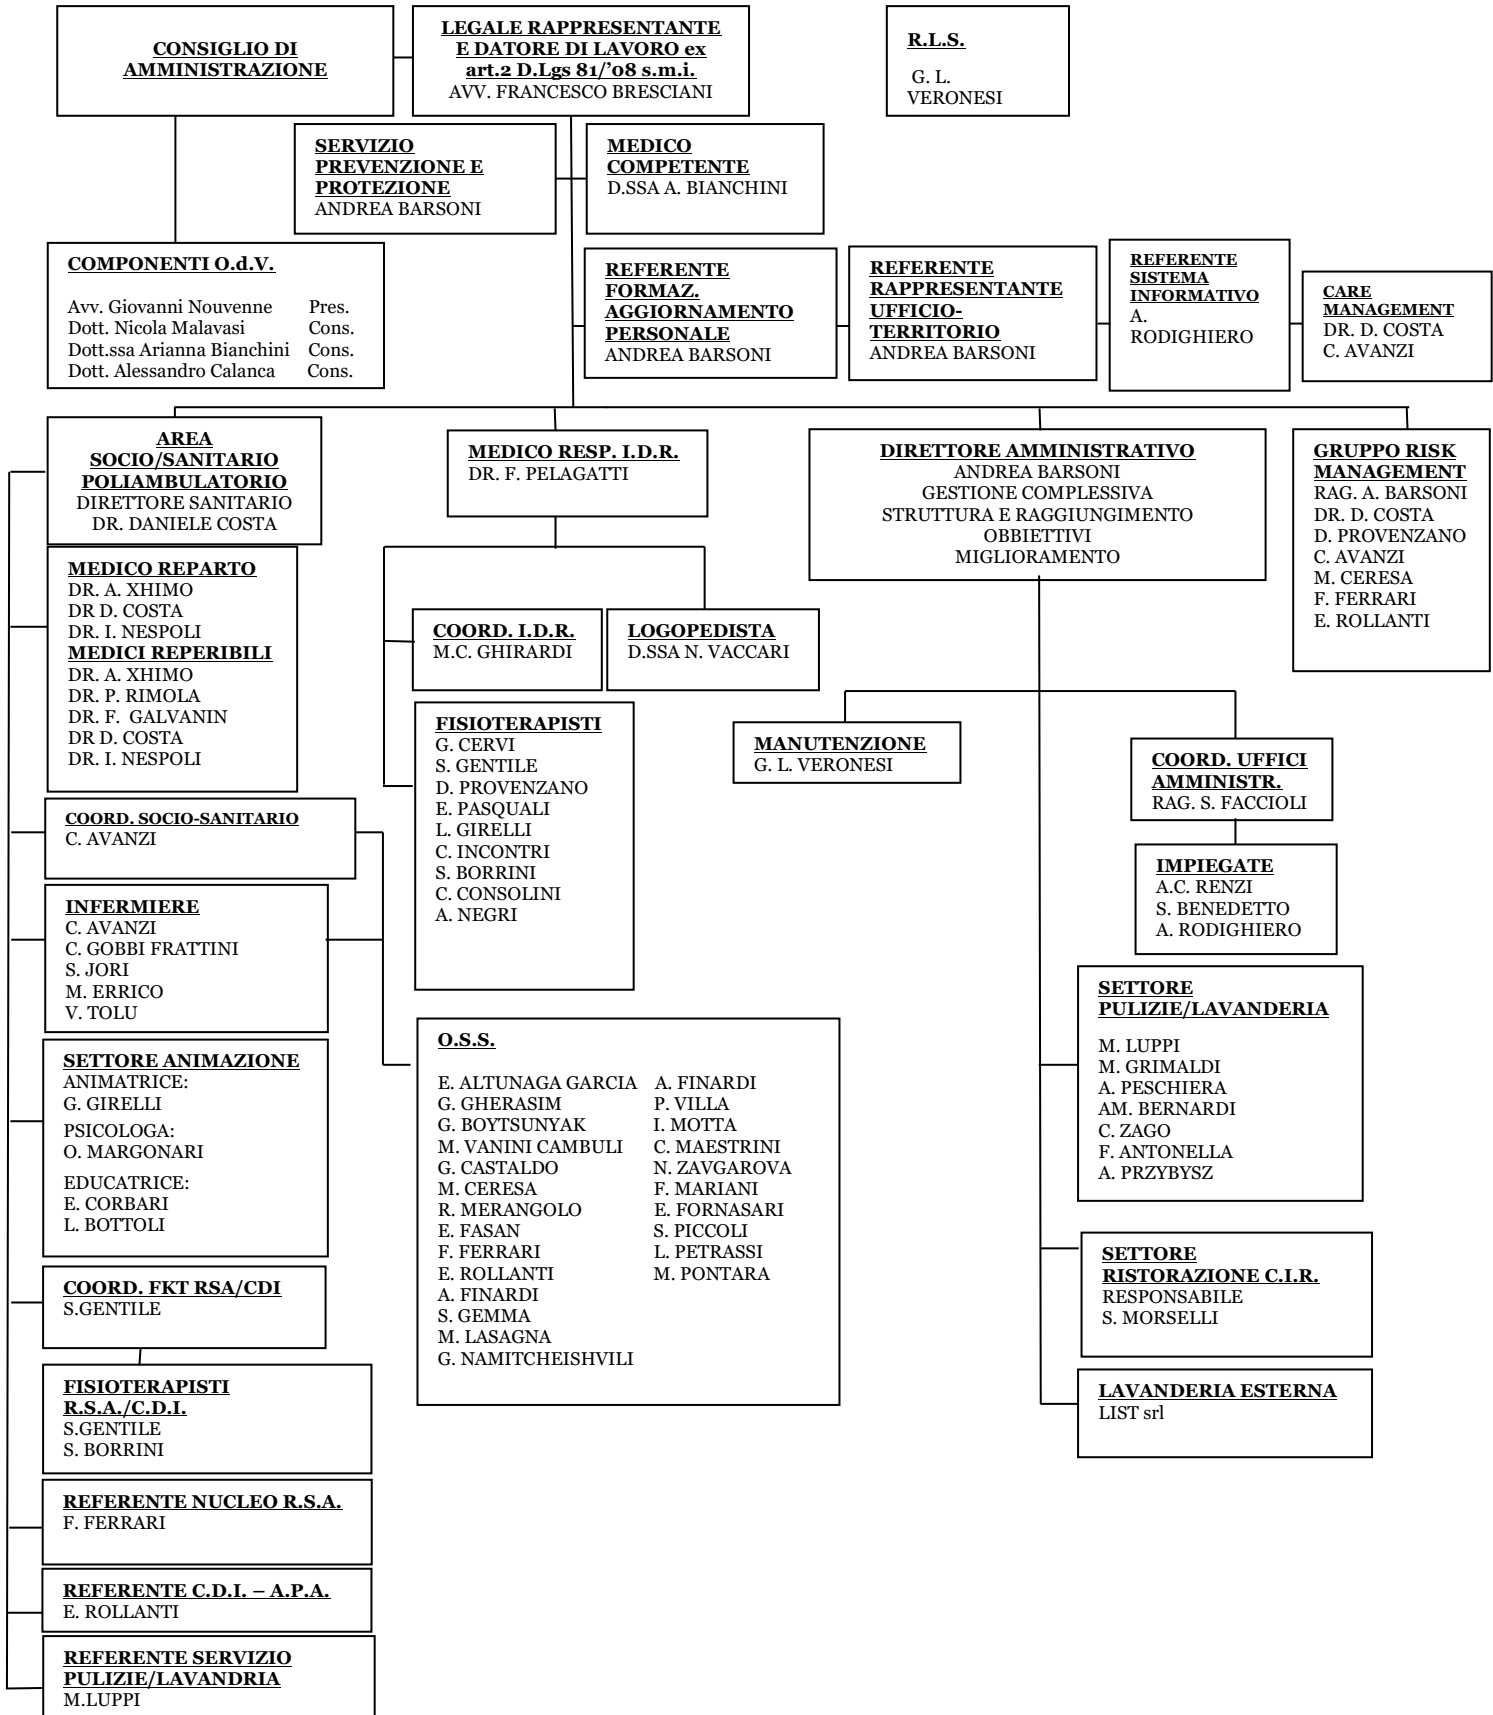 CONSIGLIO DI
AMMINISTRAZIONE
LEGALE RAPPRESENTANTE
E DATORE DI LAVORO ex
art.2 D.Lgs 81/'08 s.m.i.
AVV. FRANCESCO BRESCIANI
R.L.S.
G. L.
VERONESI
SERVIZIO
PREVENZIONE E
PROTEZIONE
ANDREA BARSONI
MEDICO
COMPETENTE
D.SSA A. BIANCHINI
COMPONENTI O.d.V.
Avv. Giovanni Nouvenne Pres.
Dott. Nicola Malavasi Cons.
Dott.ssa Arianna Bianchini Cons.
Dott. Alessandro Calanca Cons.
REFERENTE
FORMAZ.
AGGIORNAMENTO
PERSONALE
ANDREA BARSONI
REFERENTE
RAPPRESENTANTE
UFFICIO-
TERRITORIO
ANDREA BARSONI
REFERENTE
SISTEMA
INFORMATIVO
A.
RODIGHIERO
CARE
MANAGEMENT
DR. D. COSTA
C. AVANZI
AREA
SOCIO/SANITARIO
POLIAMBULATORIO
DIRETTORE SANITARIO
DR. DANIELE COSTA
MEDICO RESP. I.D.R.
DR. F. PELAGATTI
DIRETTORE AMMINISTRATIVO
ANDREA BARSONI
GESTIONE COMPLESSIVA
STRUTTURA E RAGGIUNGIMENTO
OBBIETTIVI
MIGLIORAMENTO
GRUPPO RISK
MANAGEMENT
RAG. A. BARSONI
DR. D. COSTA
D. PROVENZANO
C. AVANZI
M. CERESA
F. FERRARI
E. ROLLANTI
MEDICO REPARTO
DR. A. XHIMO
DR D. COSTA
DR. I. NESPOLI
MEDICI REPERIBILI
DR. A. XHIMO
DR. P. RIMOLA
DR. F. GALVANIN
DR D. COSTA
DR. I. NESPOLI
COORD. I.D.R.
M.C. GHIRARDI
LOGOPEDISTA
D.SSA N. VACCARI
FISIOTERAPISTI
G. CERVI
S. GENTILE
D. PROVENZANO
E. PASQUALI
L. GIRELLI
C. INCONTRI
S. BORRINI
C. CONSOLINI
A. NEGRI
MANUTENZIONE
G. L. VERONESI
COORD. UFFICI
AMMINISTR.
RAG. S. FACCIOLI
IMPIEGATE
A.C. RENZI
S. BENEDETTO
A. RODIGHIERO
COORD. SOCIO-SANITARIO
C. AVANZI
INFERMIERE
C. AVANZI
C. GOBBI FRATTINI
S. JORI
M. ERRICO
V. TOLU
SETTORE ANIMAZIONE
ANIMATRICE:
G. GIRELLI
PSICOLOGA:
O. MARGONARI
EDUCATRICE:
E. CORBARI
L. BOTTOLI
O.S.S.
E. ALTUNAGA GARCIA A. FINARDI
G. GHERASIM P. VILLA
G. BOYTSUNYAK I. MOTTA
M. VANINI CAMBULI C. MAESTRINI
G. CASTALDO N. ZAVGAROVA
M. CERESA F. MARIANI
R. MERANGOLO E. FORNASARI
E. FASAN S. PICCOLI
F. FERRARI L. PETRASSI
E. ROLLANTI M. PONTARA
A. FINARDI
S. GEMMA
M. LASAGNA
G. NAMITCHEISHVILI
SETTORE
PULIZIE/LAVANDERIA
M. LUPPI
M. GRIMALDI
A. PESCHIERA
AM. BERNARDI
C. ZAGO
F. ANTONELLA
A. PRZYBYSZ
SETTORE
RISTORAZIONE C.I.R.
RESPONSABILE
S. MORSELLI
LAVANDERIA ESTERNA
LIST srl
COORD. FKT RSA/CDI
S.GENTILE
FISIOTERAPISTI
R.S.A./C.D.I.
S.GENTILE
S. BORRINI
REFERENTE NUCLEO R.S.A.
F. FERRARI
REFERENTE C.D.I. – A.P.A.
E. ROLLANTI
REFERENTE SERVIZIO
PULIZIE/LAVANDRIA
M.LUPPI